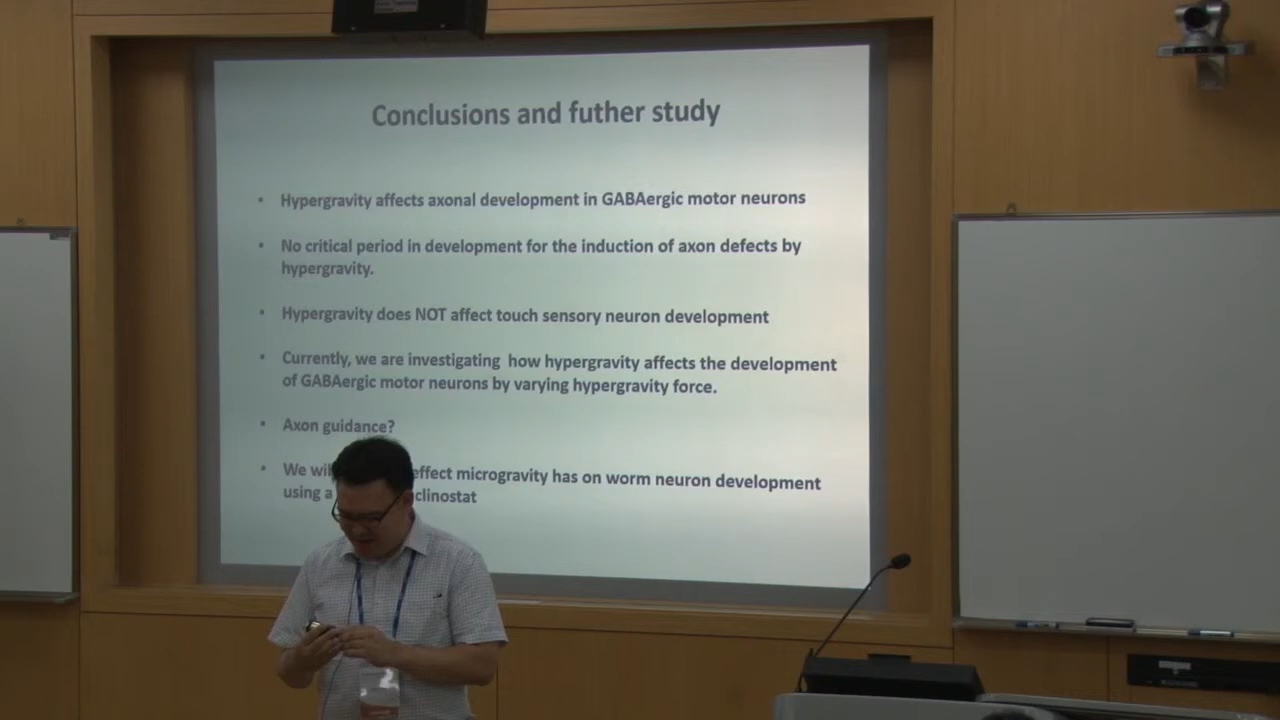 Conclusions and futher study
• Hypergravity affects axonal development in GABAergic motor neurons
• No critical period in development for the induction of axon defects by
hypergravity.
• Hypergravity does NOT affect touch sensory neuron development
• Currently, we are investigating how hypergravity affects the development
of GABAergic motor neurons by varying hypergravity force.
• Axon guidance?
• We effect microgravity has on worm neuron development
using a clinostat